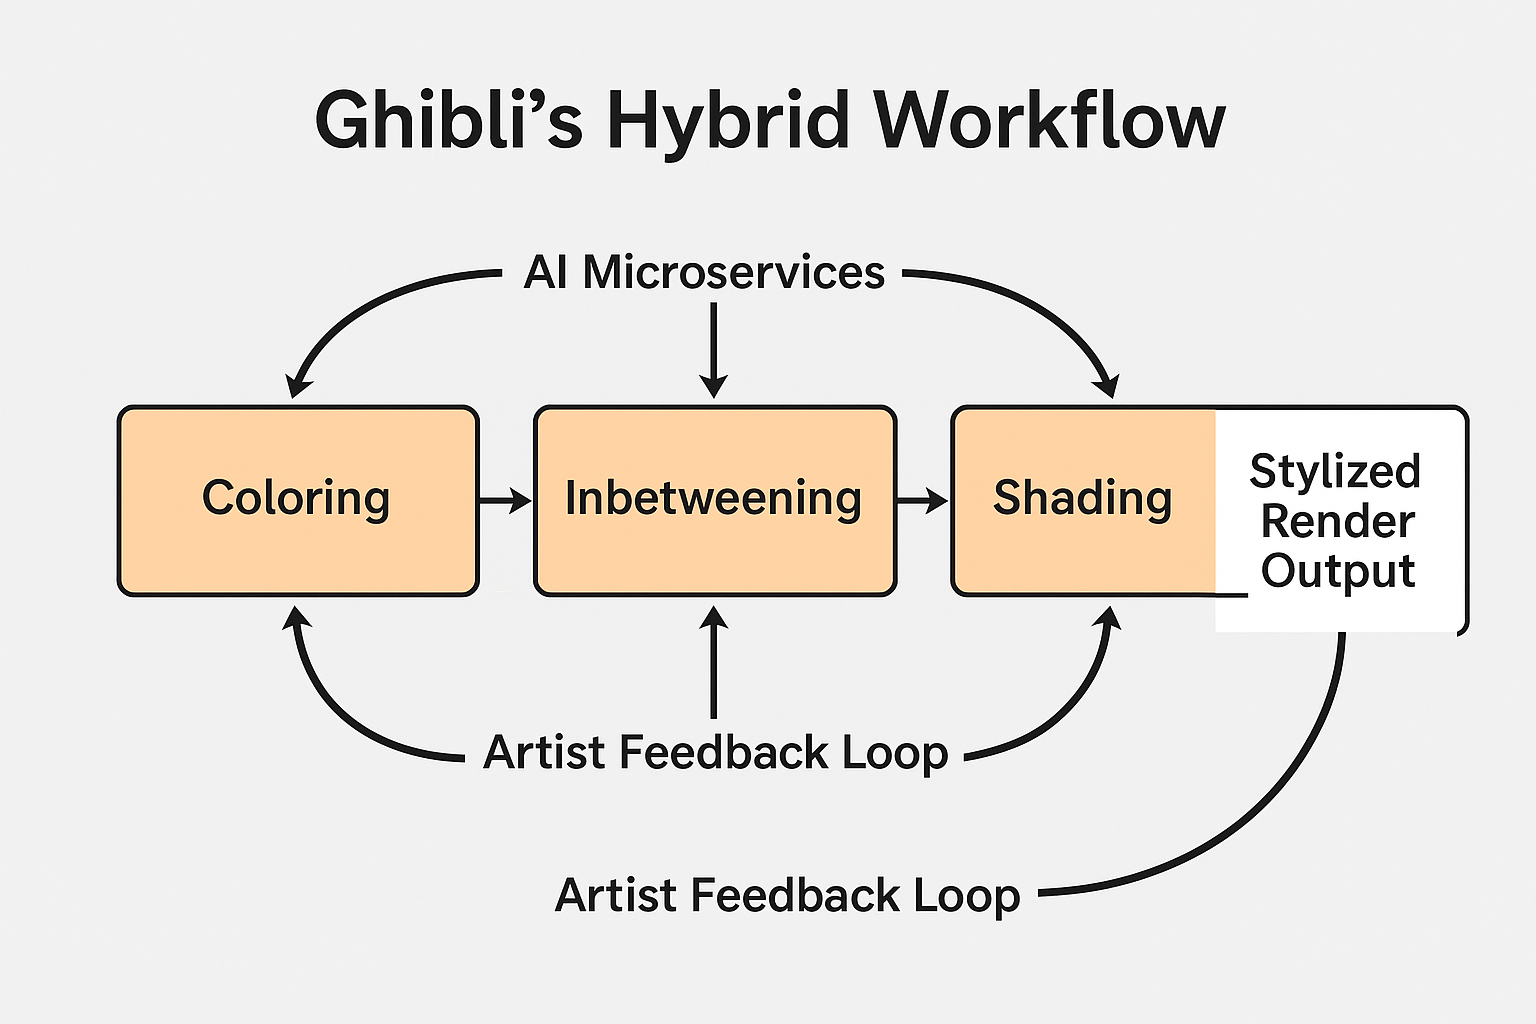 Ghibli’s Hybrid Workflow
AI Microservices
Coloring
Inbetweening
Shading
Stylized
Render
Output
Artist Feedback Loop
Artist Feedback Loop